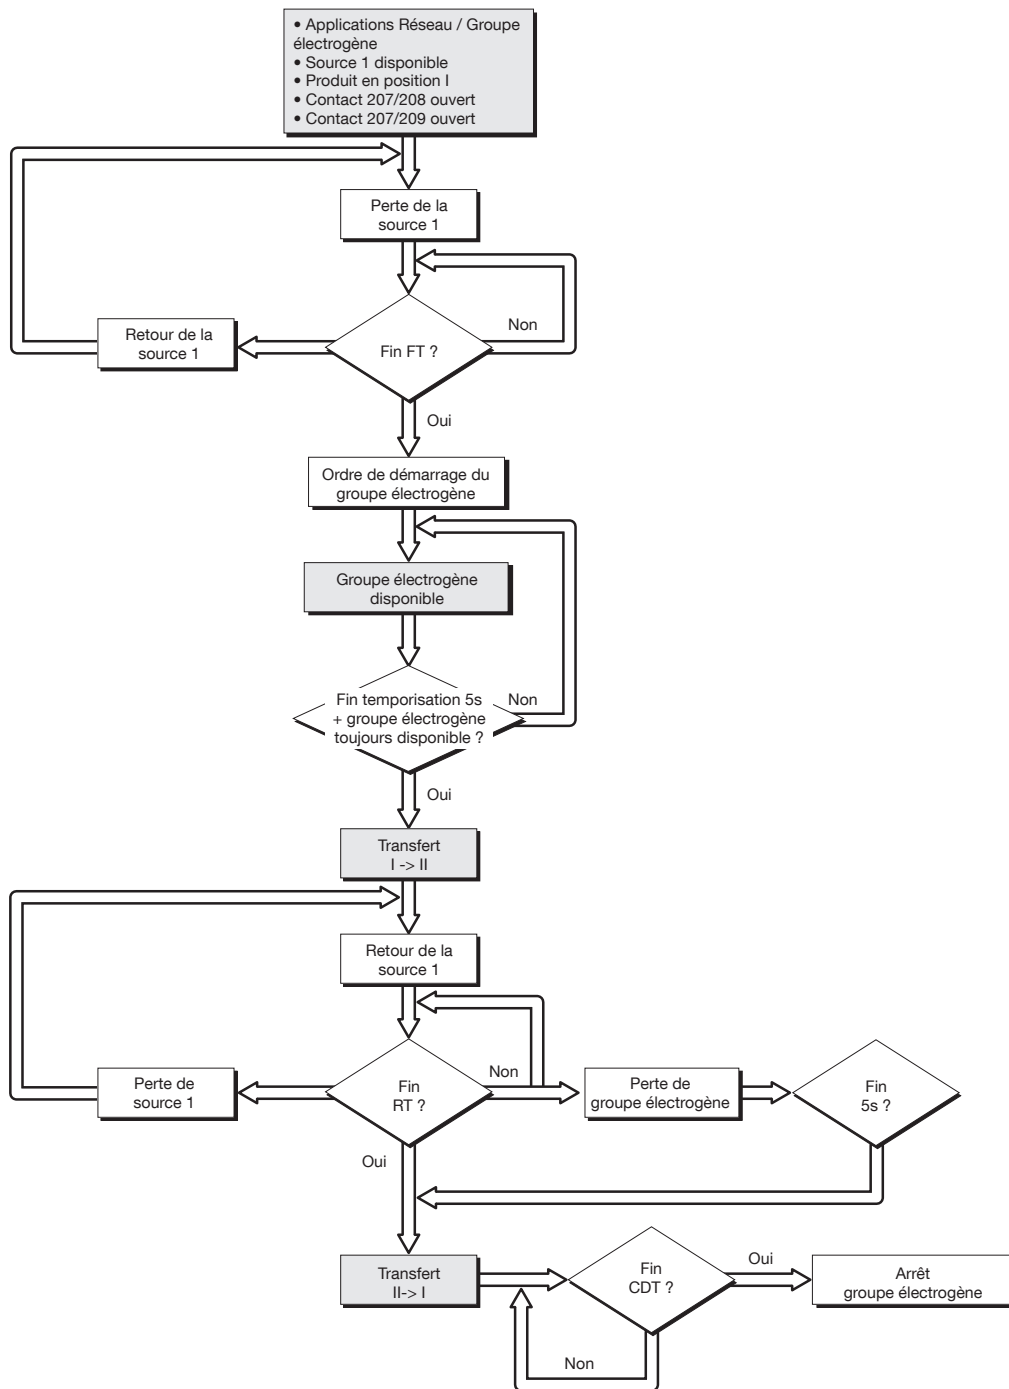 • Applications Réseau / Groupe
électrogène
• Source 1 disponible
• Produit en position I
• Contact 207/208 ouvert
• Contact 207/209 ouvert
Perte de la
source 1
Non
Retour de la
source 1
Fin FT ?
Oui
Ordre de démarrage du
groupe électrogène
Groupe électrogène
disponible
Fin temporisation 5s
+ groupe électrogène
toujours disponible ?
Non
Oui
Transfert
I -> II
Retour de la
source 1
Perte de
source 1
Fin
RT ?
Non
Perte de
groupe électrogène
Fin
5s ?
Oui
Transfert
II-> I
Fin
CDT ?
Oui
Arrêt
groupe électrogène
Non